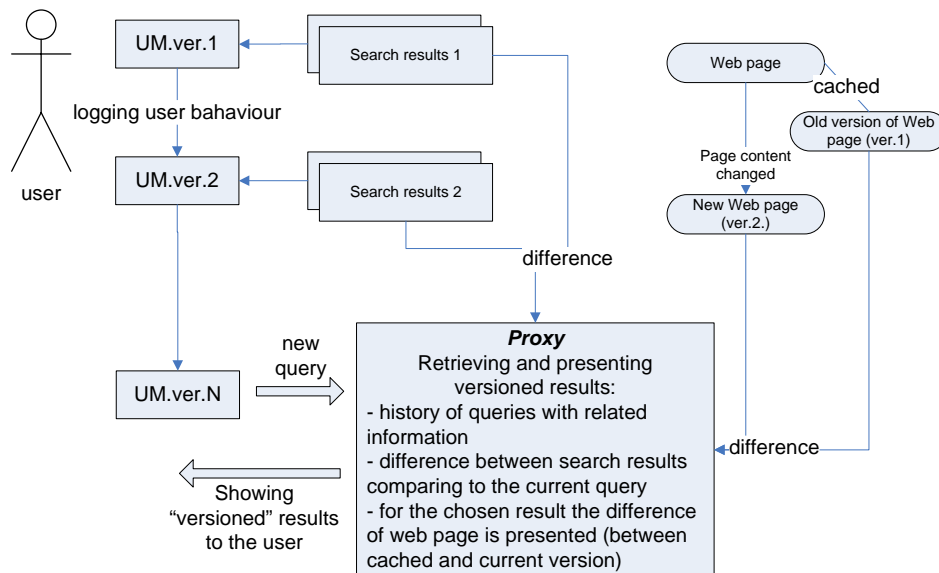 UM.ver.1
Search results 1
Web page
cached
logging user bahaviour
Old version of Web
page (ver.1)
user
UM.ver.2
Search results 2
Page content
changed
New Web page
(ver.2.)
difference
new
query
UM.ver.N
Proxy
Retrieving and presenting
versioned results:
- history of queries with related
information
- difference between search results
comparing to the current query
- for the chosen result the difference
of web page is presented (between
cached and current version)
difference
Showing
“versioned” results
to the user